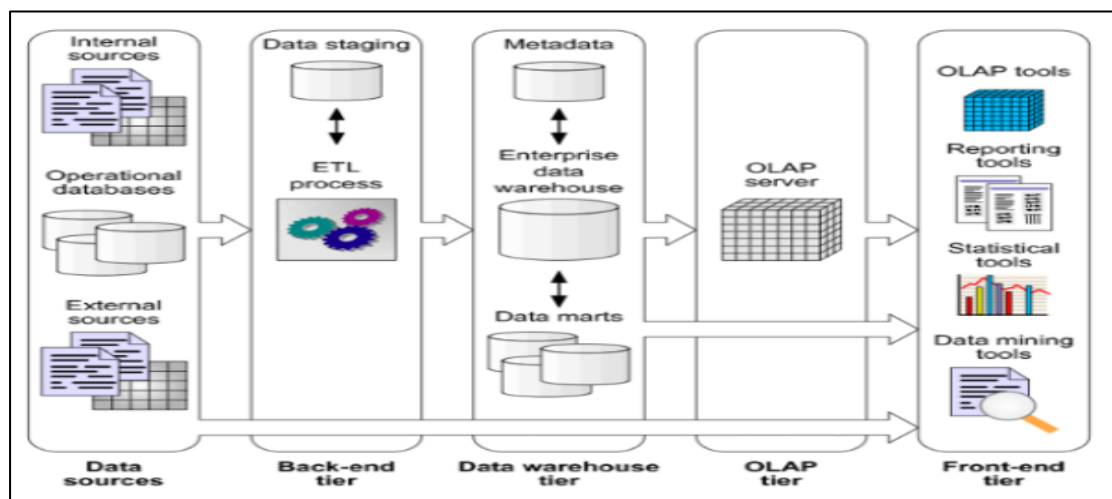 Internal
sources
Operational
databases
External
sources
Data
sources
Data staging
ETL
process
Back-end
tier
Metadata
Enterprise
data
warehouse
Data marts
Data warehouse
tier
OLAP
server
OLAP
tier
OLAP tools
Reporting
tools
Statistical
tools
Data mining
tools
Front-end
tier